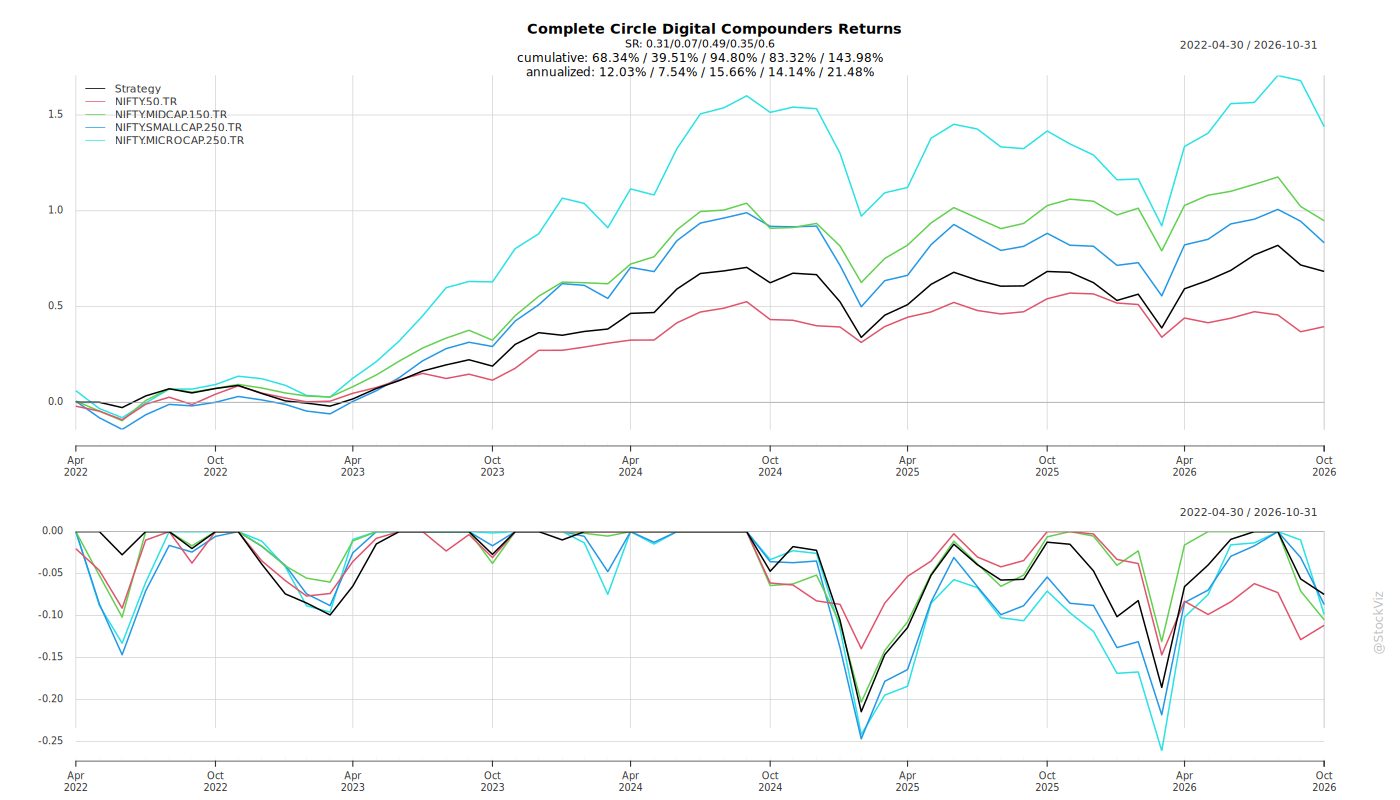 Complete Circle Digital Compounders Returns
SR: 0.31/0.07/0.49/0.35/0.6
2022-04-30 / 2026-10-31
cumulative: 68.34% / 39.51% / 94.80% / 83.32% / 143.98%
annualized: 12.03% / 7.54% / 15.66% / 14.14% / 21.48%
Strategy
NIFTY.50.TR
NIFTY.MIDCAP.150.TR
NIFTY.SMALLCAP.250.TR
NIFTY.MICROCAP.250.TR
1.5
1.0
0.5
0.0
Apr Oct Apr Oct Apr Oct Apr Oct Apr Oct
2022 2022 2023 2023 2024 2024 2025 2025 2026 2026
2022-04-30 / 2026-10-31
0.00
-0.05
-0.10
-0.15
-0.20
-0.25
Apr Oct Apr Oct Apr Oct Apr Oct Apr Oct
2022 2022 2023 2023 2024 2024 2025 2025 2026 2026
@StockViz